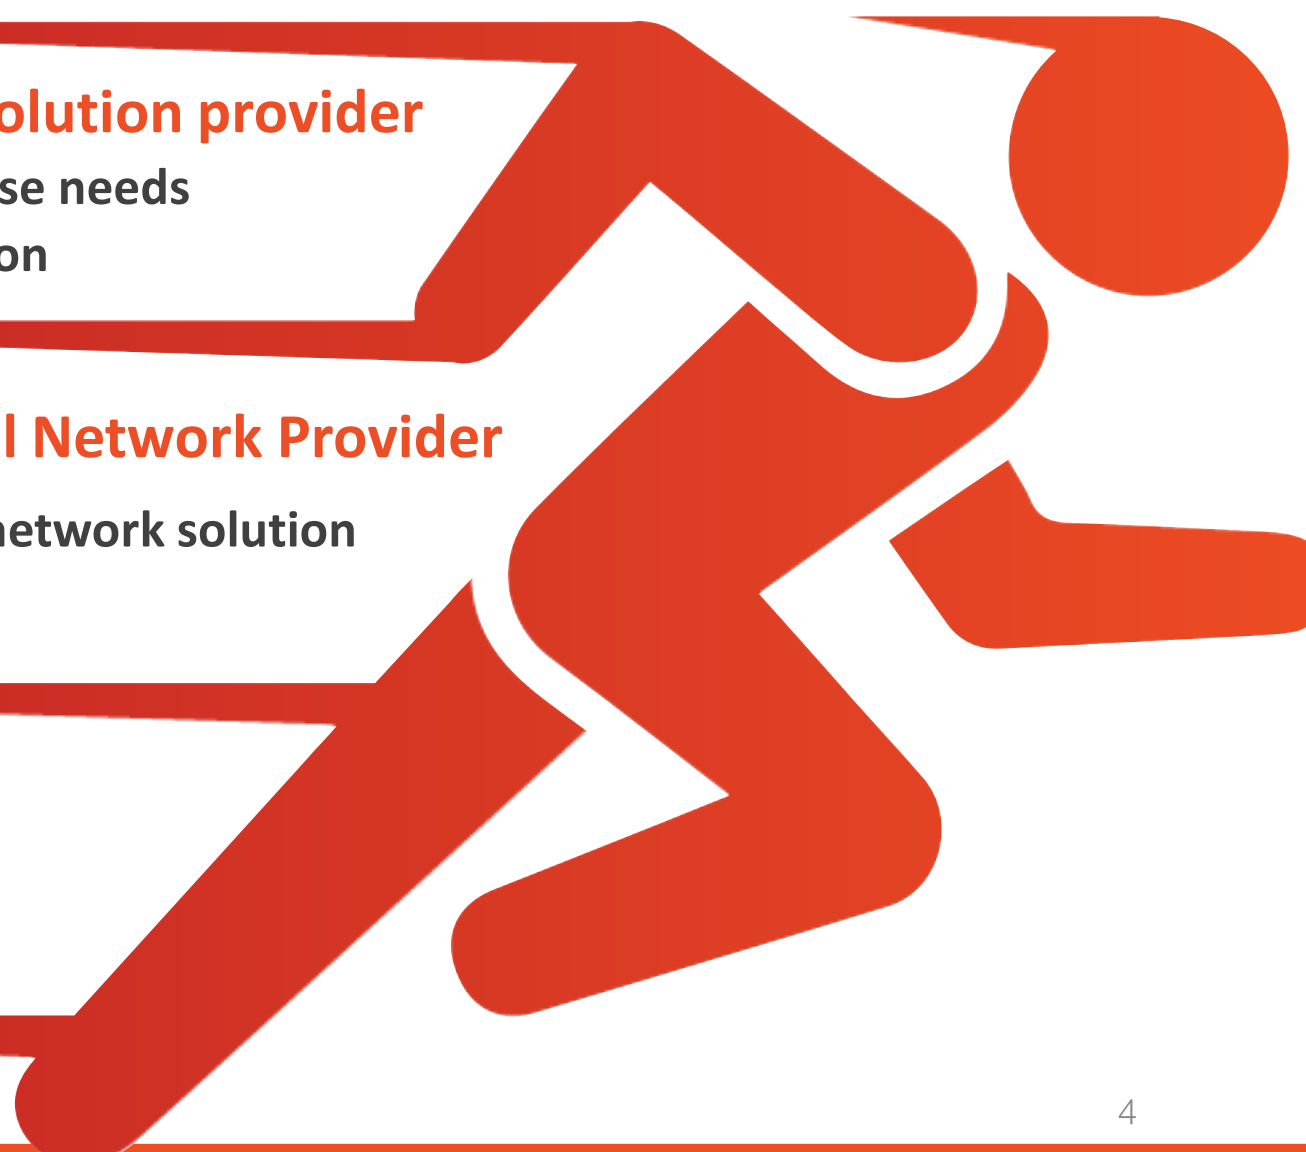 olution provider
se needs
on
l Network Provider
network solution
4